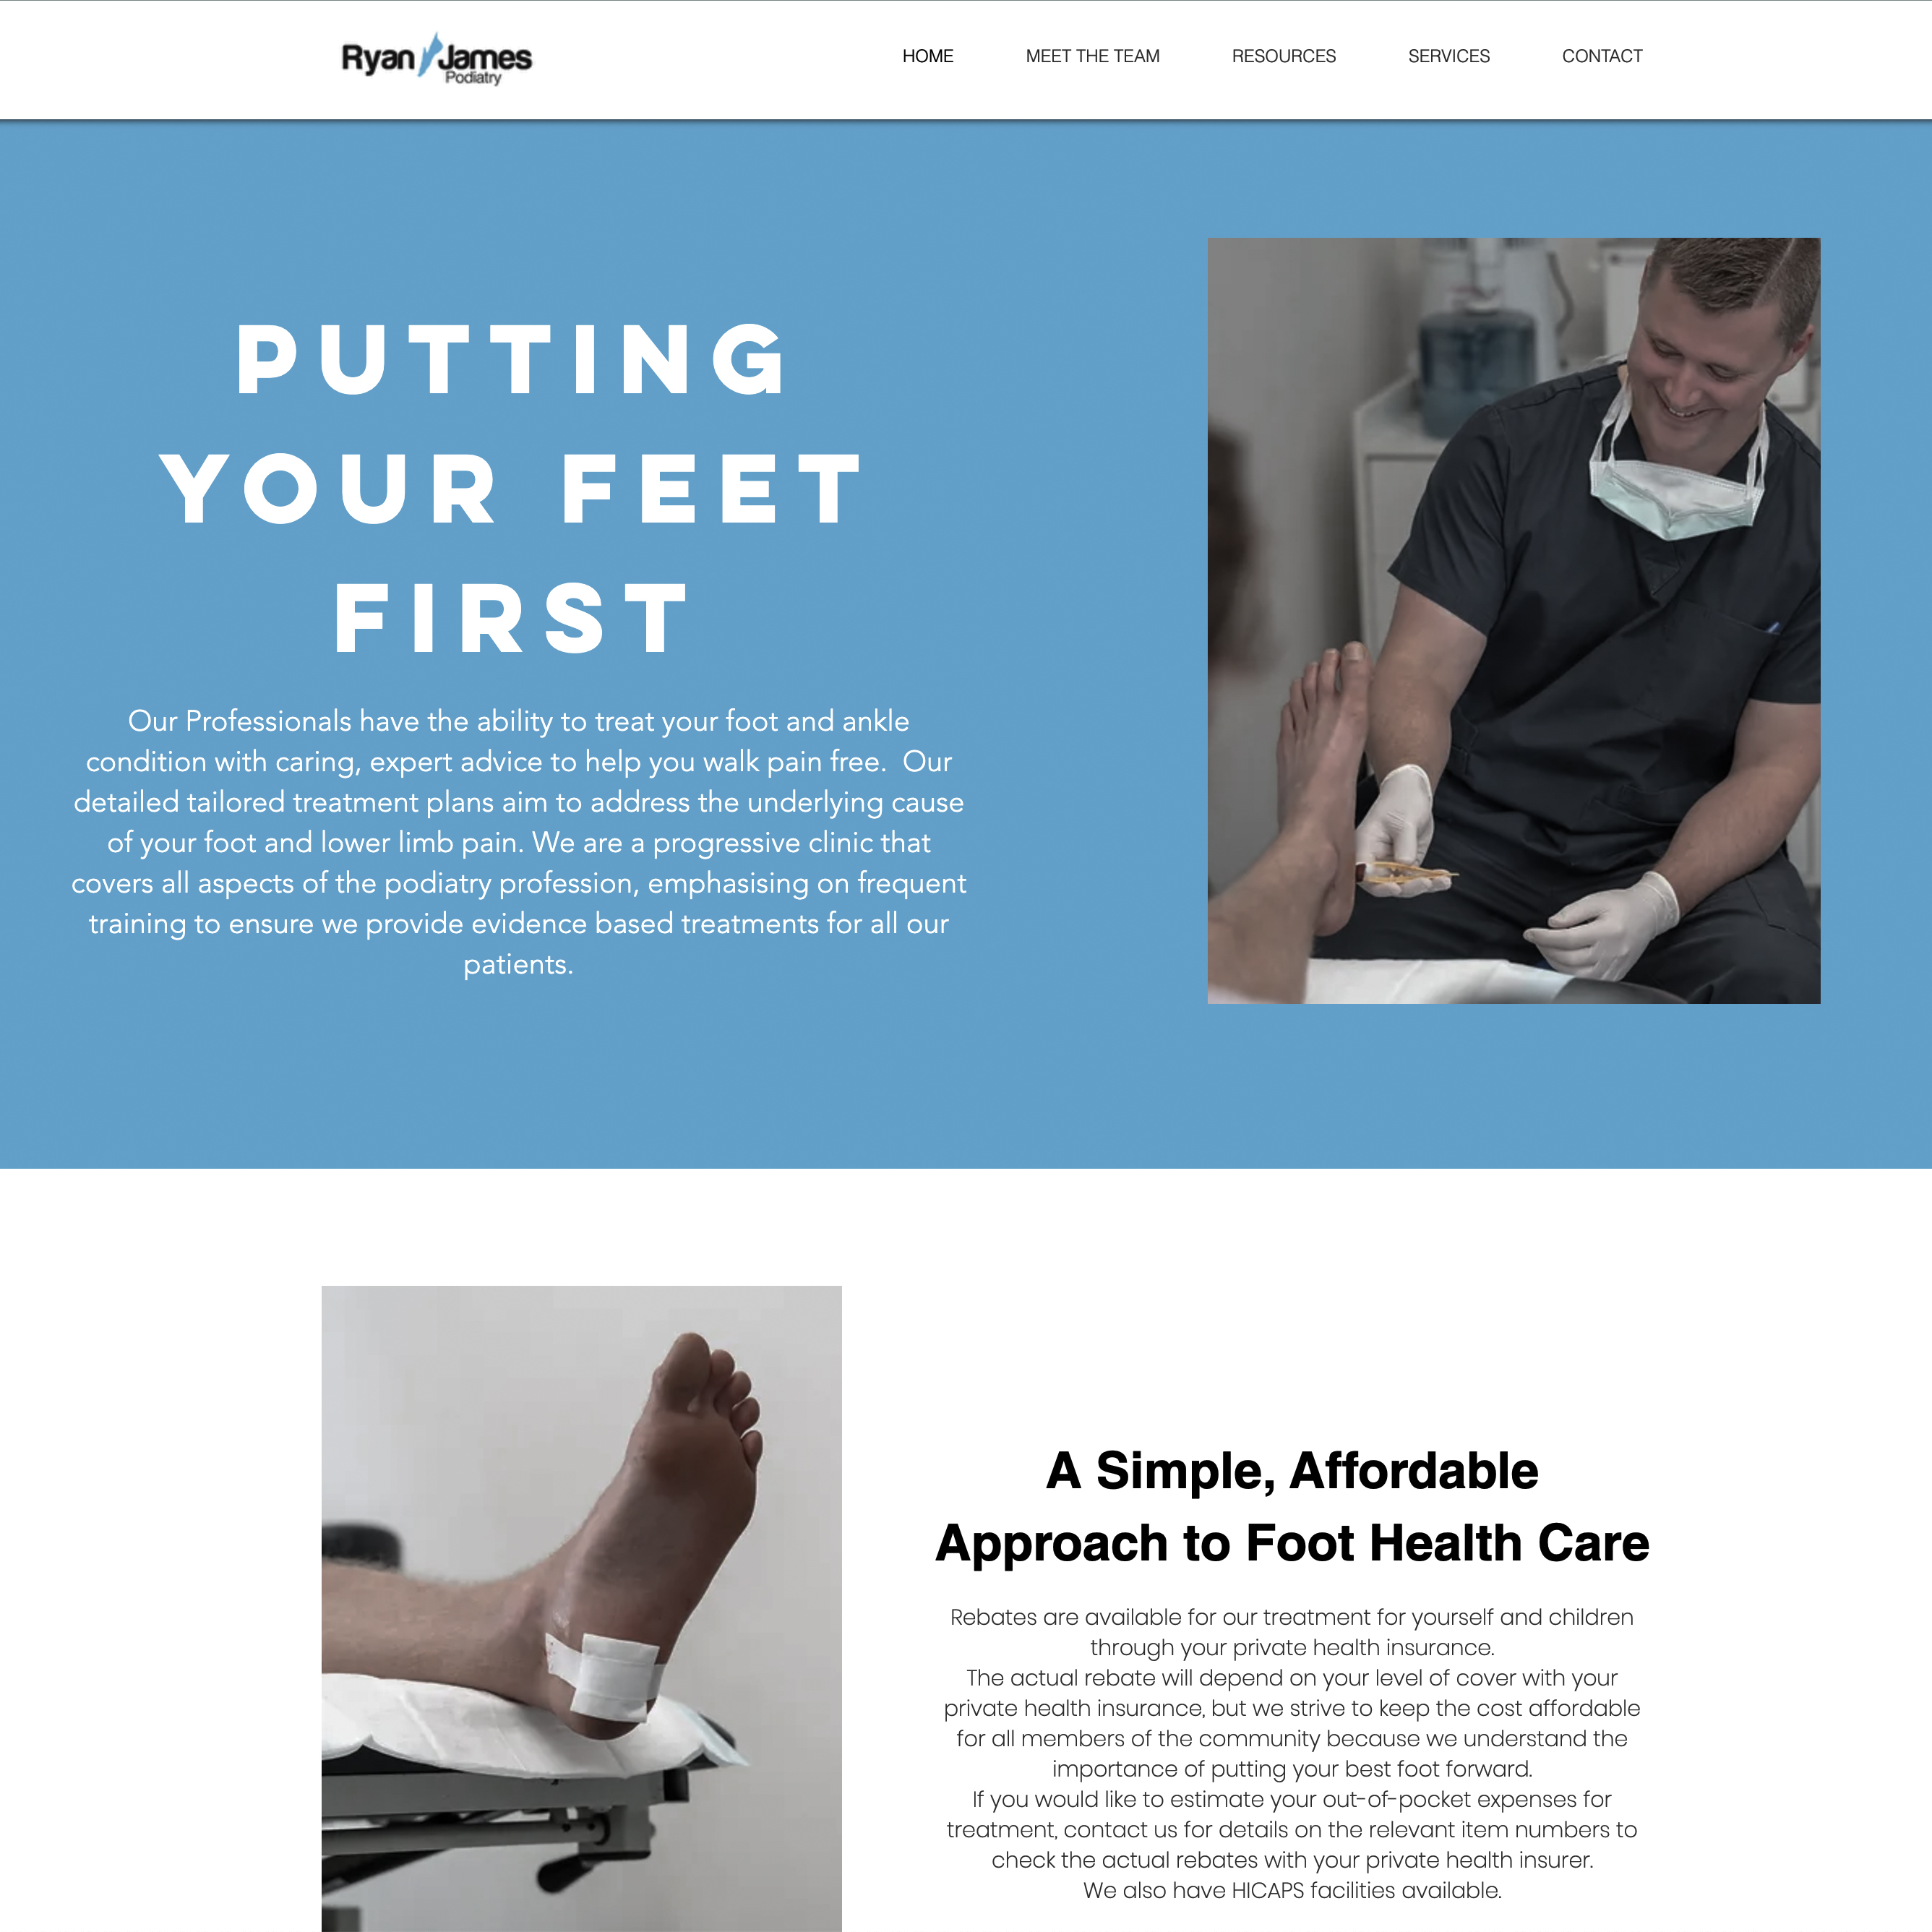 Ryan James
Podiatry
HOME MEET THE TEAM RESOURCES SERVICES CONTACT
PUTTING
YOUR FEET
FIRST
Our Professionals have the ability to treat your foot and ankle
condition with caring, expert advice to help you walk pain free.  Our
detailed tailored treatment plans aim to address the underlying cause
of your foot and lower limb pain. We are a progressive clinic that
covers all aspects of the podiatry profession, emphasising on frequent
training to ensure we provide evidence based treatments for all our
patients.
A Simple, Affordable
Approach to Foot Health Care
Rebates are available for our treatment for yourself and children
through your private health insurance.
The actual rebate will depend on your level of cover with your
private health insurance, but we strive to keep the cost affordable
for all members of the community because we understand the
importance of putting your best foot forward.
If you would like to estimate your out-of-pocket expenses for
treatment, contact us for details on the relevant item numbers to
check the actual rebates with your private health insurer.
We also have HICAPS facilities available.